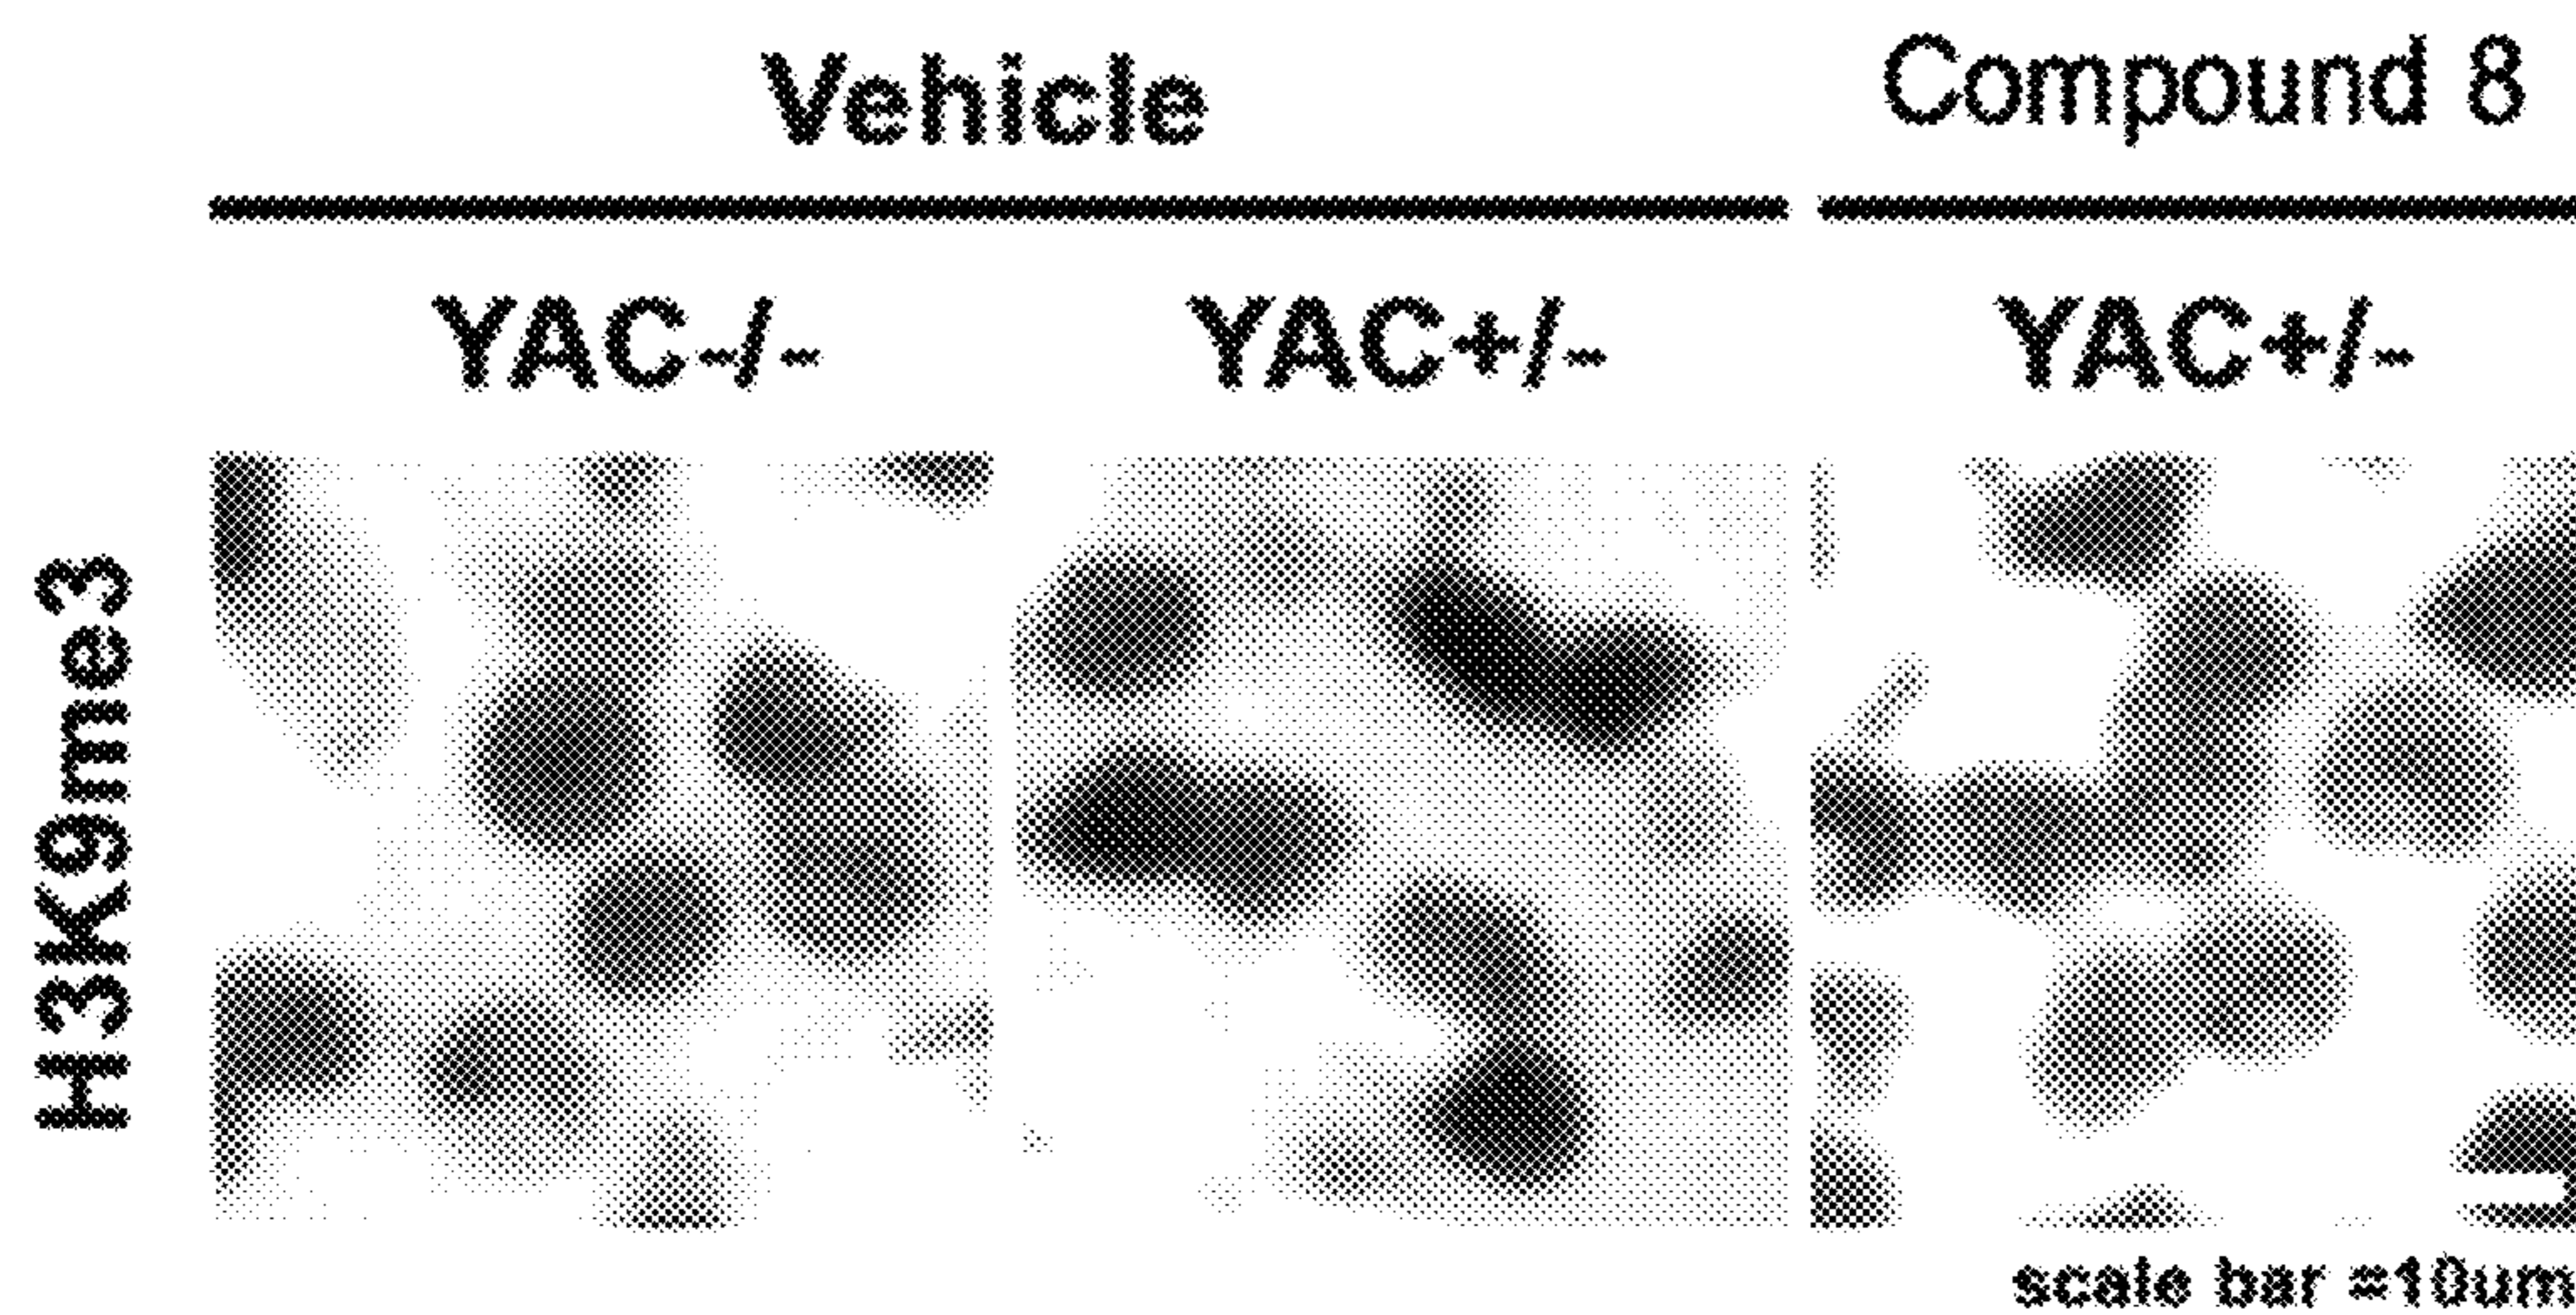 Vehicle Compound 8
YAC-/- YAC+/- YAC+/-
H3K9me3
scale bar =10um